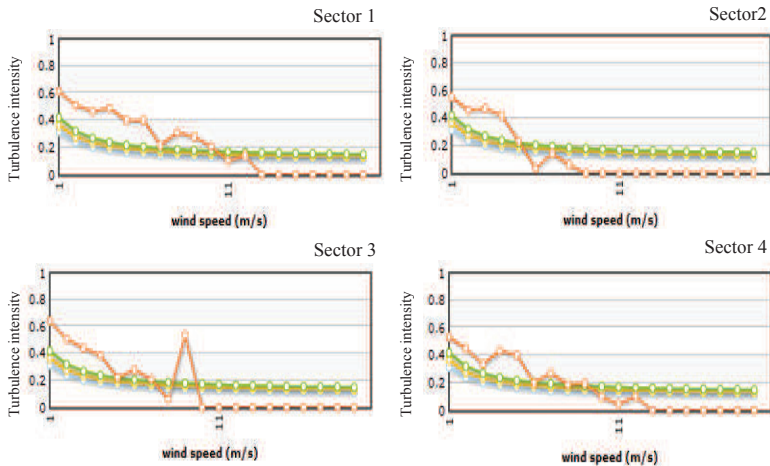 Sector 1
1
0.8
0.6
0.4
0.2
0
Turbulence intensity
1
11
wind speed (m/s)
Sector2
1
0.8
0.6
0.4
0.2
0
Turbulence intensity
1
11
wind speed (m/s)
Sector 3
1
0.8
0.6
0.4
0.2
0
Turbulence intensity
1
11
wind speed (m/s)
Sector 4
1
0.8
0.6
0.4
0.2
0
Turbulence intensity
1
11
wind speed (m/s)